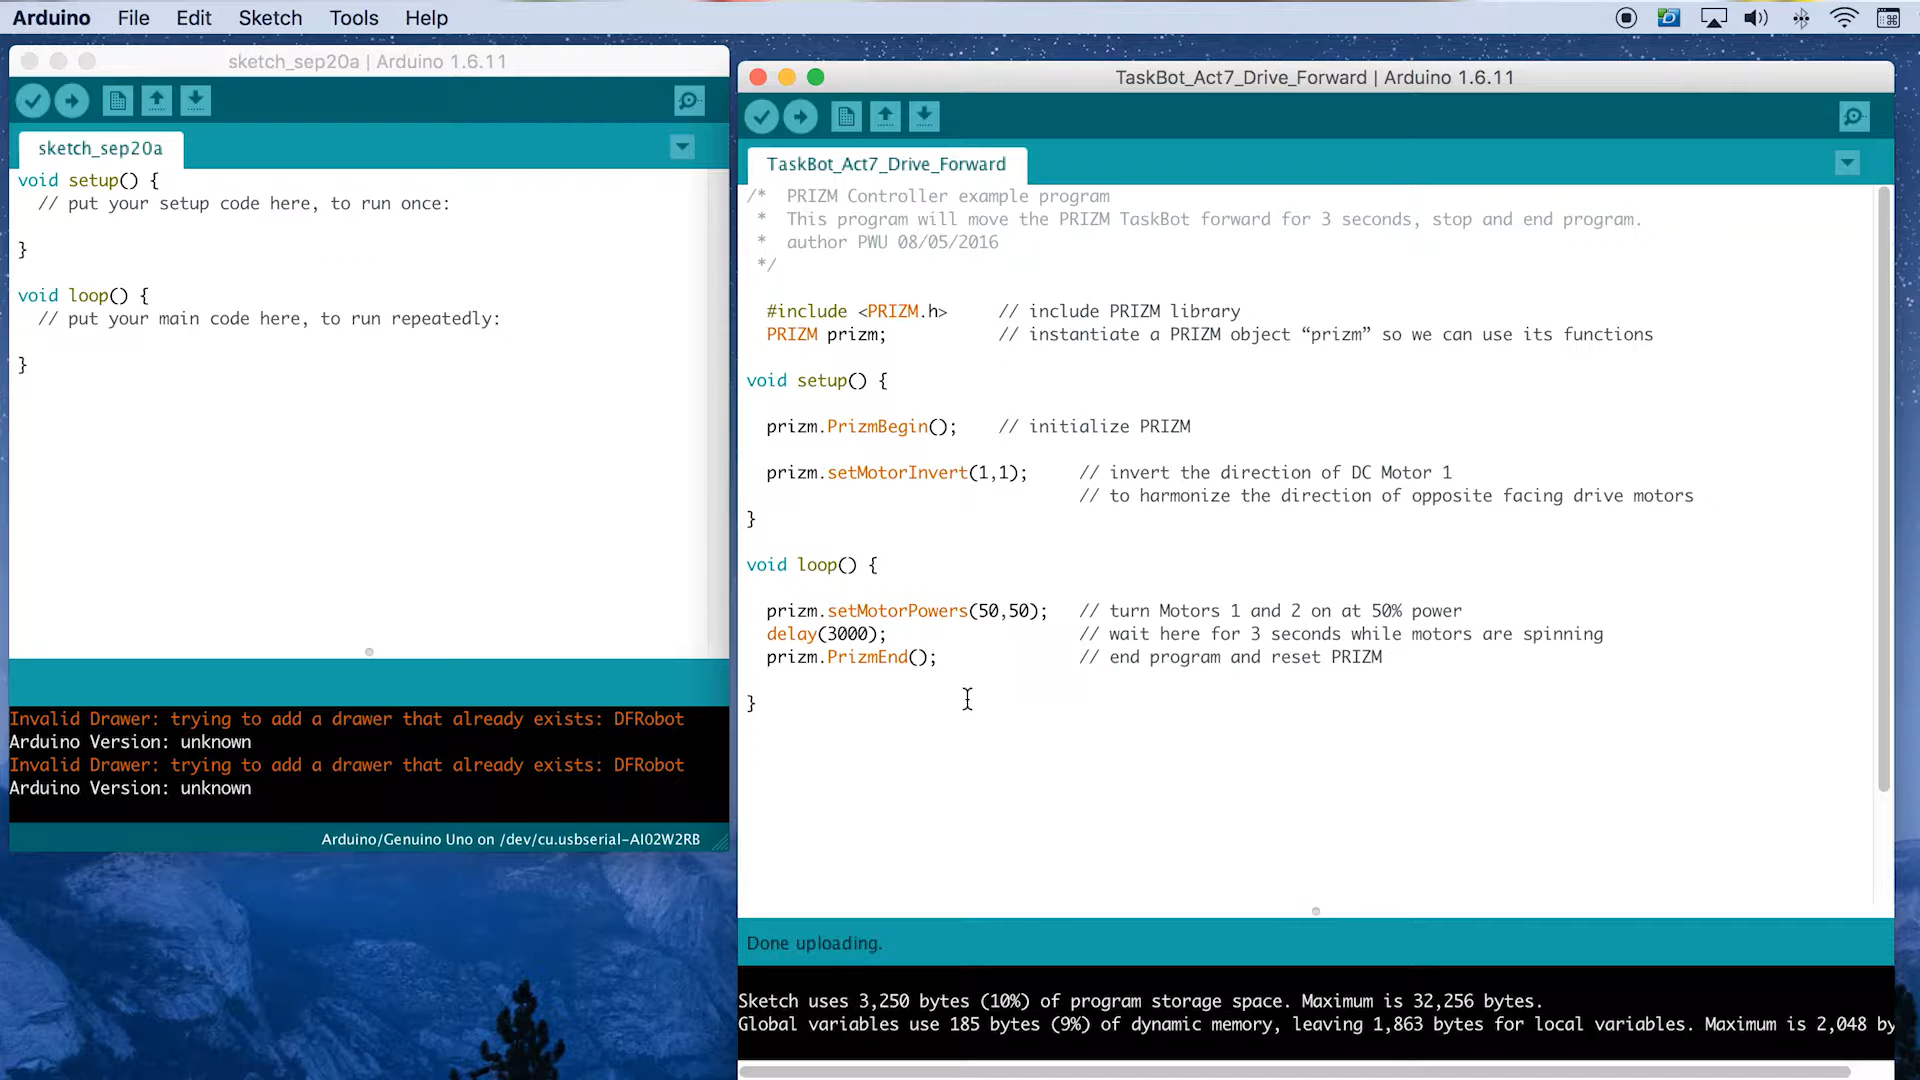 Arduino File Edit Sketch Tools Help
sketch_sep20a | Arduino 1.6.11
sketch_sep20a
void setup() {
// put your setup code here, to run once:
}
void loop() {
// put your main code here, to run repeatedly:
}
Invalid Drawer: trying to add a drawer that already exists: DFRobot
Arduino Version: unknown
Invalid Drawer: trying to add a drawer that already exists: DFRobot
Arduino Version: unknown
Arduino/Genuino Uno on /dev/cu.usbserial-AI02W2RB
TaskBot_Act7_Drive_Forward | Arduino 1.6.11
TaskBot_Act7_Drive_Forward
/* PRIZM Controller example program
* This program will move the PRIZM TaskBot forward for 3 seconds, stop and end program.
* author PWU 08/05/2016
*/
#include <PRIZM.h> // include PRIZM library
PRIZM prizm; // instantiate a PRIZM object “prizm” so we can use its functions
void setup() {
prizm.PrizmBegin(); // initialize PRIZM
prizm.setMotorInvert(1,1); // invert the direction of DC Motor 1
// to harmonize the direction of opposite facing drive motors
}
void loop() {
prizm.setMotorPowers(50,50); // turn Motors 1 and 2 on at 50% power
delay(3000); // wait here for 3 seconds while motors are spinning
prizm.PrizmEnd(); // end program and reset PRIZM
}
Done uploading.
Sketch uses 3,250 bytes (10%) of program storage space. Maximum is 32,256 bytes.
Global variables use 185 bytes (9%) of dynamic memory, leaving 1,863 bytes for local variables. Maximum is 2,048 by